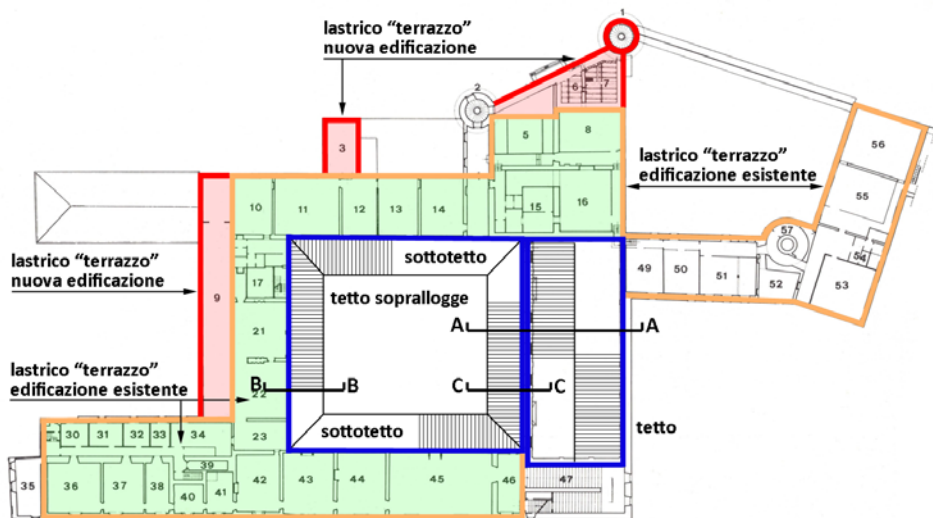 lastrico “terrazzo”
nuova edificazione
1
2
6
7
3
5
8
lastrico “terrazzo”
edificazione esistente
56
55
57
54
53
10
11
12
13
14
15
16
sottotetto
tetto soprallogge
49
50
51
52
lastrico “terrazzo”
nuova edificazione
9
17
21
A
A
lastrico “terrazzo”
edificazione esistente
B
B
C
C
22
23
sottotetto
tetto
30
31
32
33
34
39
35
36
37
38
40
41
42
43
44
45
46
47